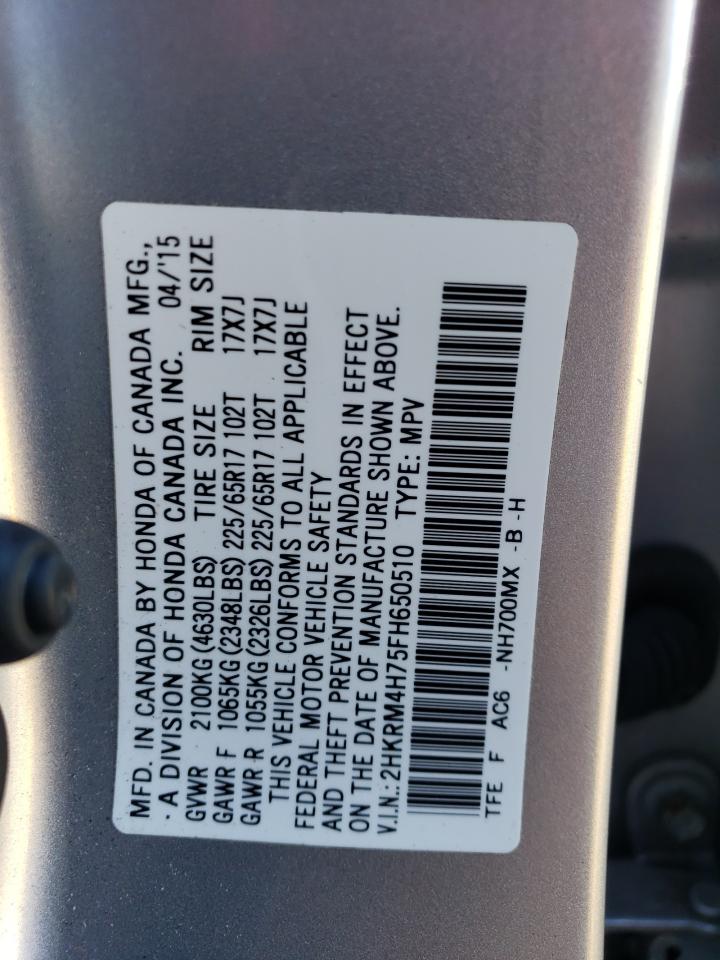 MFD. IN CANADA BY HONDA OF CANADA MFG.,
· A DIVISION OF HONDA CANADA INC. 04/'15
GVWR 2100KG(4630LBS) TIRE SIZE RIM SIZE
GAWR F 1065KG(2348LBS) 225/65R17 102T 17X7J
GAWR R 1055KG(2326LBS) 225/65R17 102T 17X7J
THIS VEHICLE CONFORMS TO ALL APPLICABLE
FEDERAL MOTOR VEHICLE SAFETY
AND THEFT PREVENTION STANDARDS IN EFFECT
ON THE DATE OF MANUFACTURE SHOWN ABOVE.
V.I.N.: 2HKRM4H75FH650510 TYPE: MPV
TFE F AC6 -NH700MX -B -H